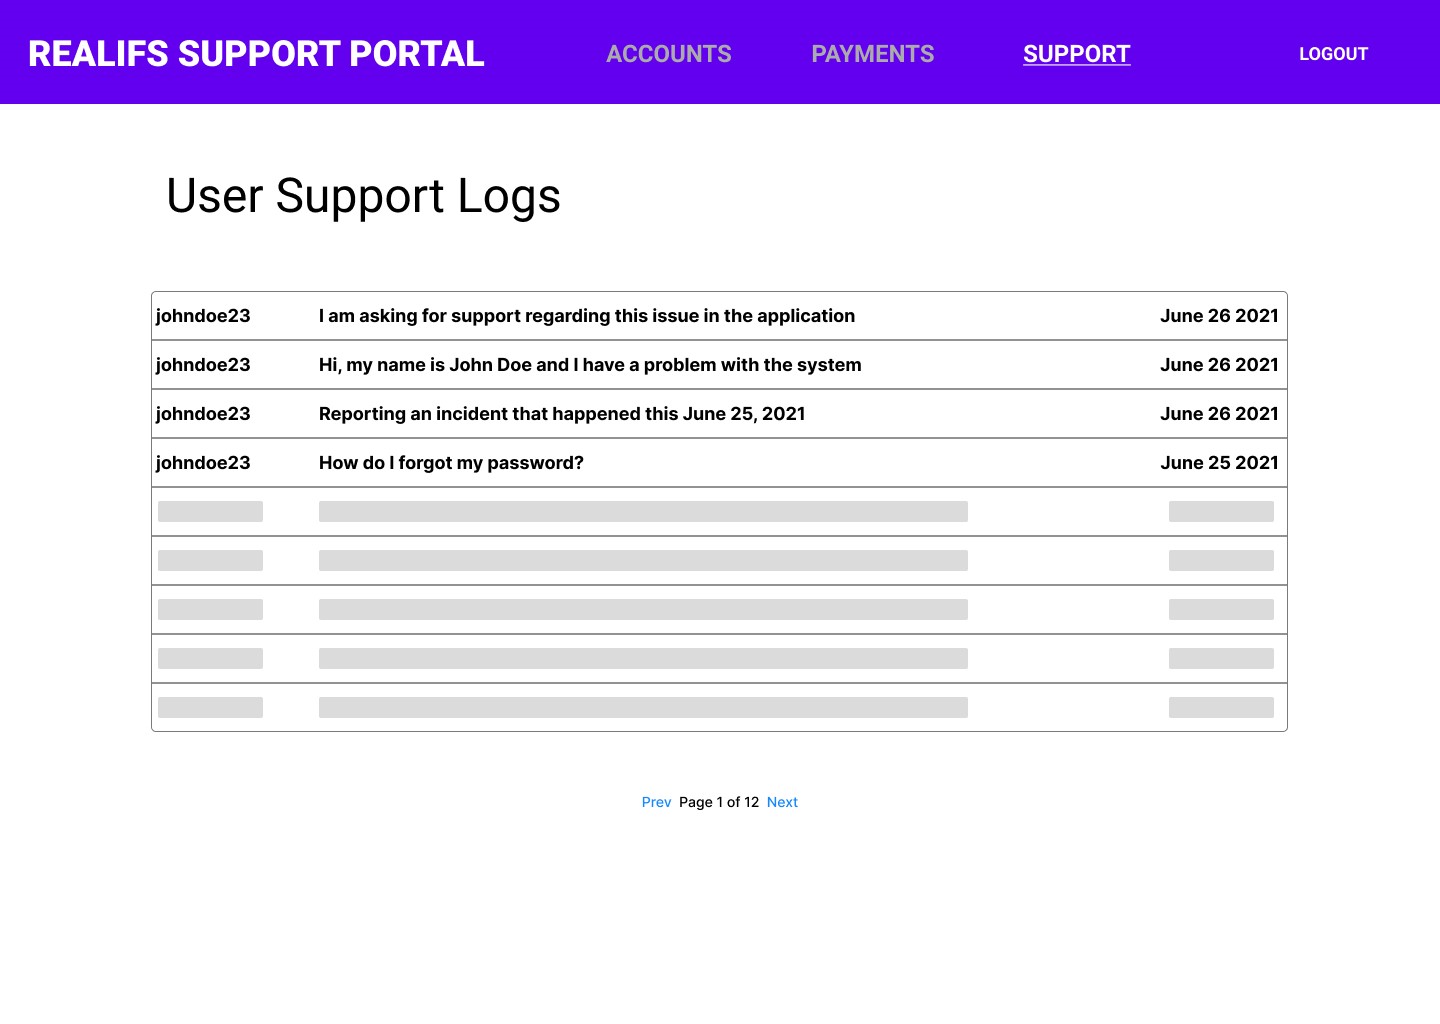 REALIFS SUPPORT PORTAL ACCOUNTS PAYMENTS SUPPORT LOGOUT
User Support Logs
johndoe23 I am asking for support regarding this issue in the application June 26 2021
johndoe23 Hi, my name is John Doe and I have a problem with the system June 26 2021
johndoe23 Reporting an incident that happened this June 25, 2021 June 26 2021
johndoe23 How do I forgot my password? June 25 2021
Prev Page 1 of 12 Next